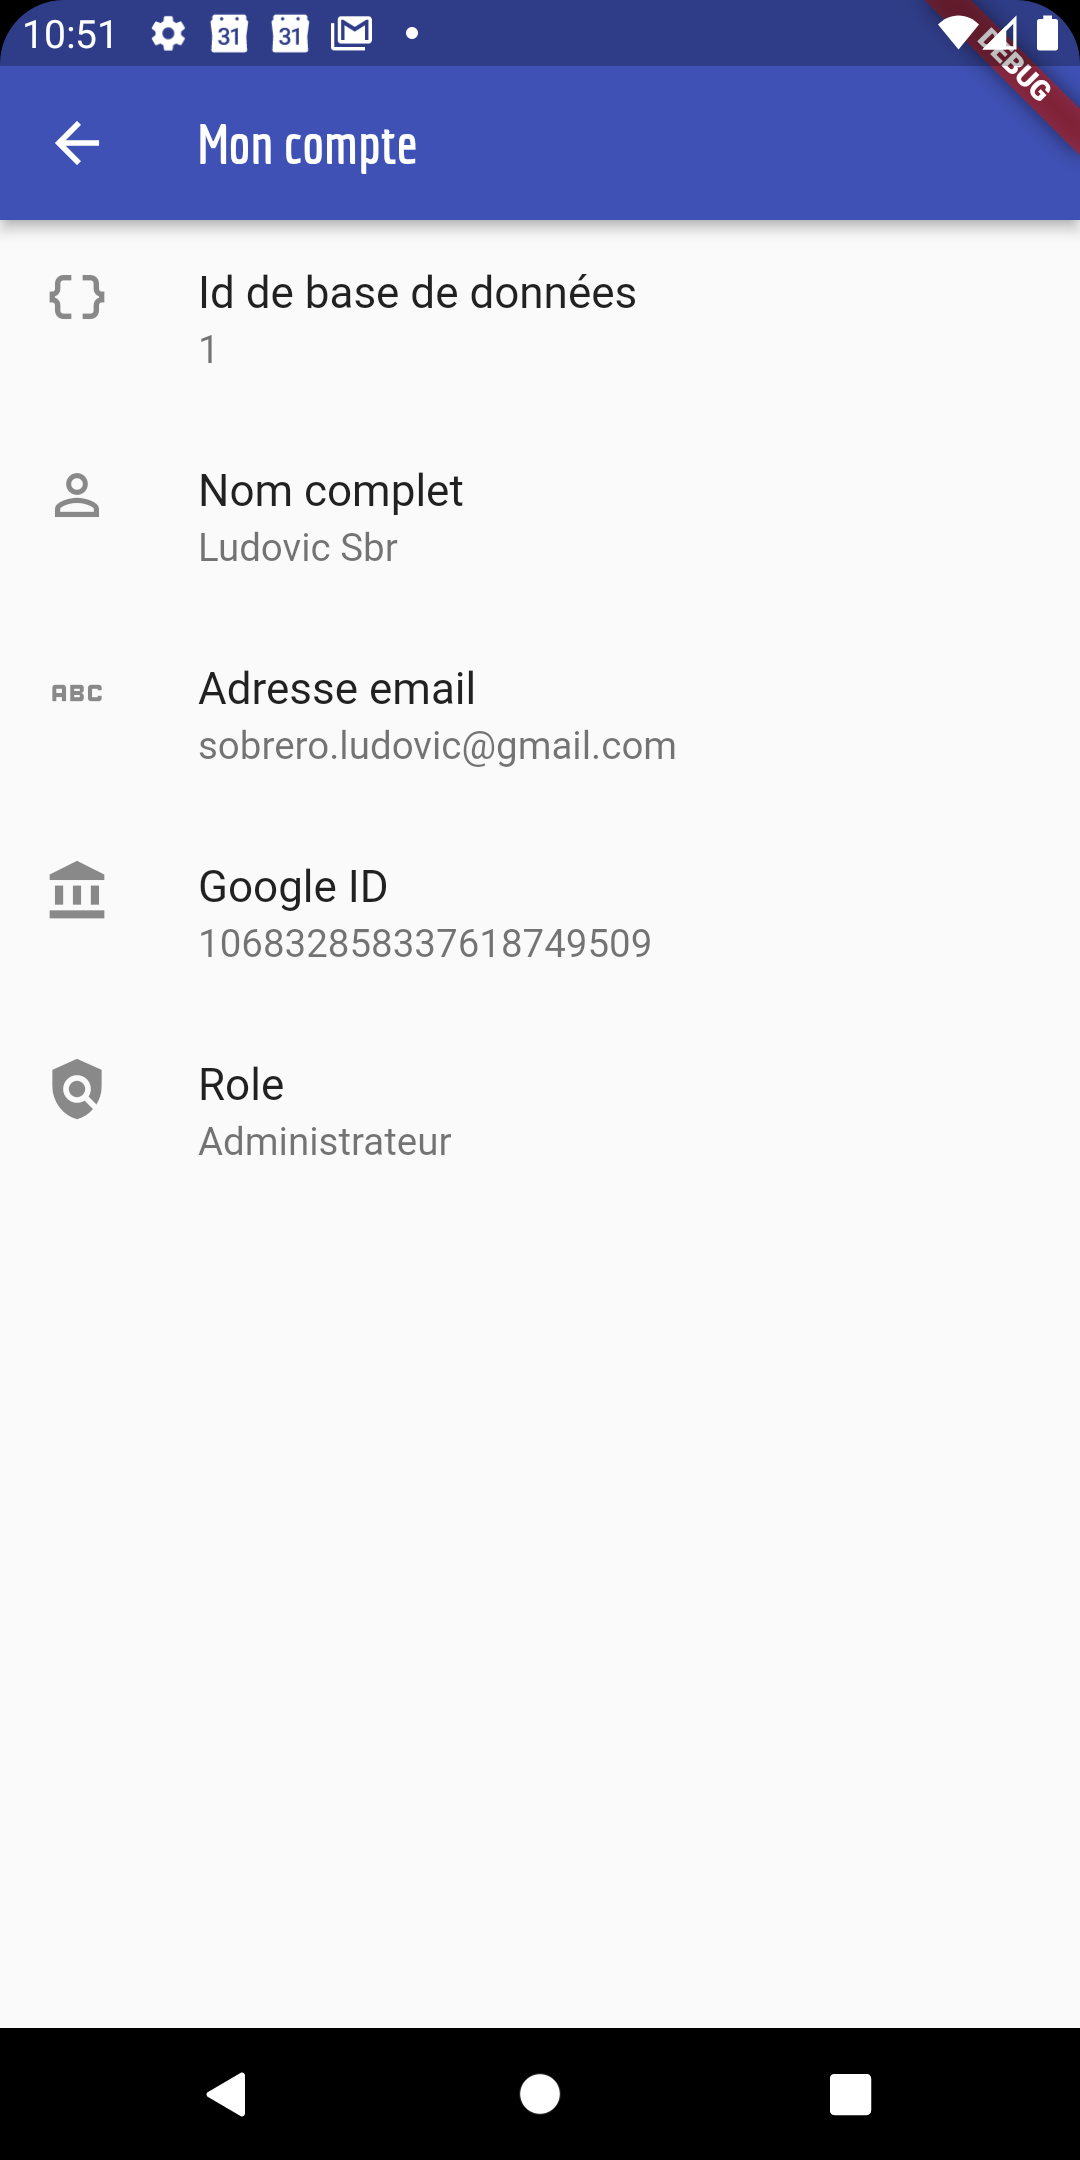 10:51
31
31
DEBUG
Mon compte
Id de base de données
1
Nom complet
Ludovic Sbr
ABC
Adresse email
sobrero.ludovic@gmail.com
Google ID
106832858337618749509
Role
Administrateur